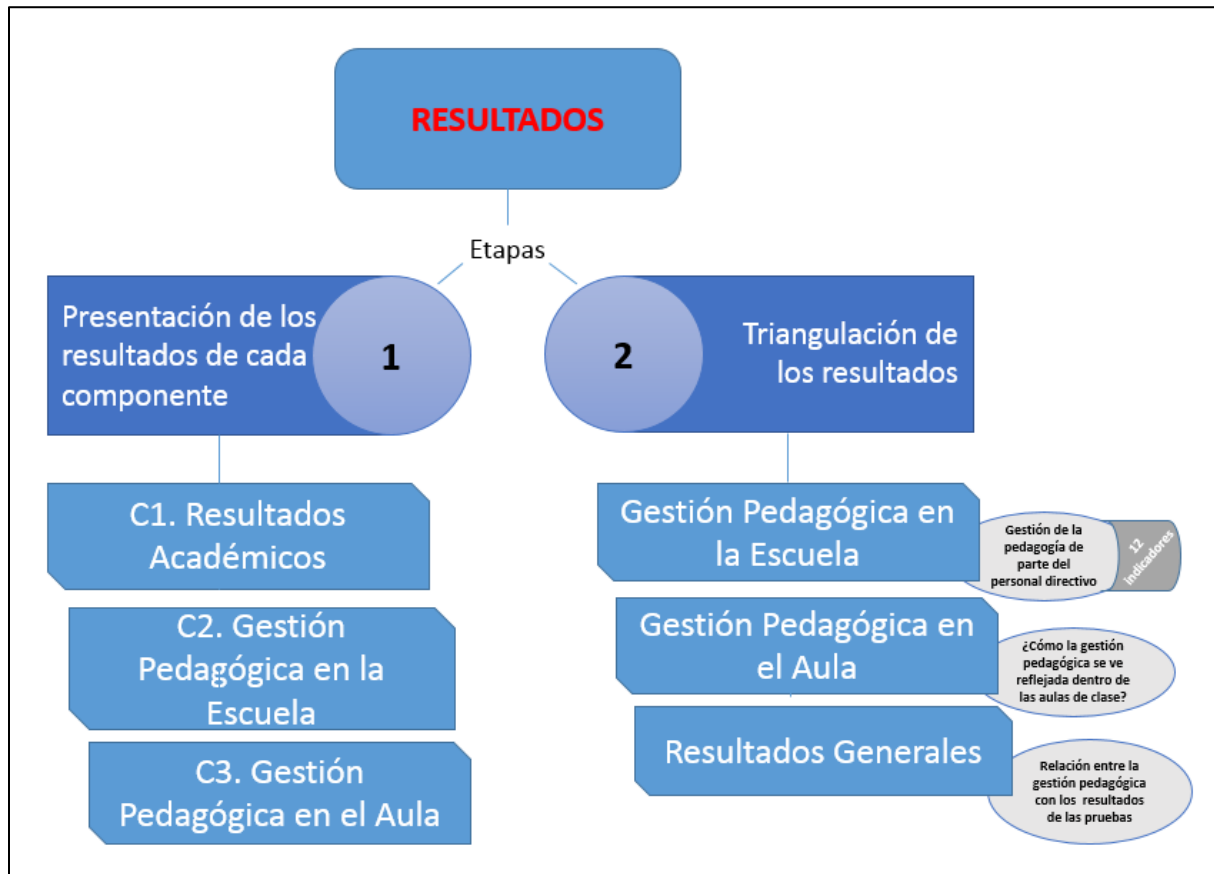 RESULTADOS
Etapas
Presentación de los
resultados de cada
componente
1
2
Triangulación de
los resultados
C1. Resultados
Académicos
C2. Gestión
Pedagógica en la
Escuela
C3. Gestión
Pedagógica en el Aula
Gestión Pedagógica en
la Escuela
Gestión de la
pedagogía de
parte del
personal directivo
12
indicadores
Gestión Pedagógica en
el Aula
¿Cómo la gestión
pedagógica se ve
reflejada dentro de
las aulas de clase?
Resultados Generales
Relación entre la
gestión pedagógica
con los resultados
de las pruebas